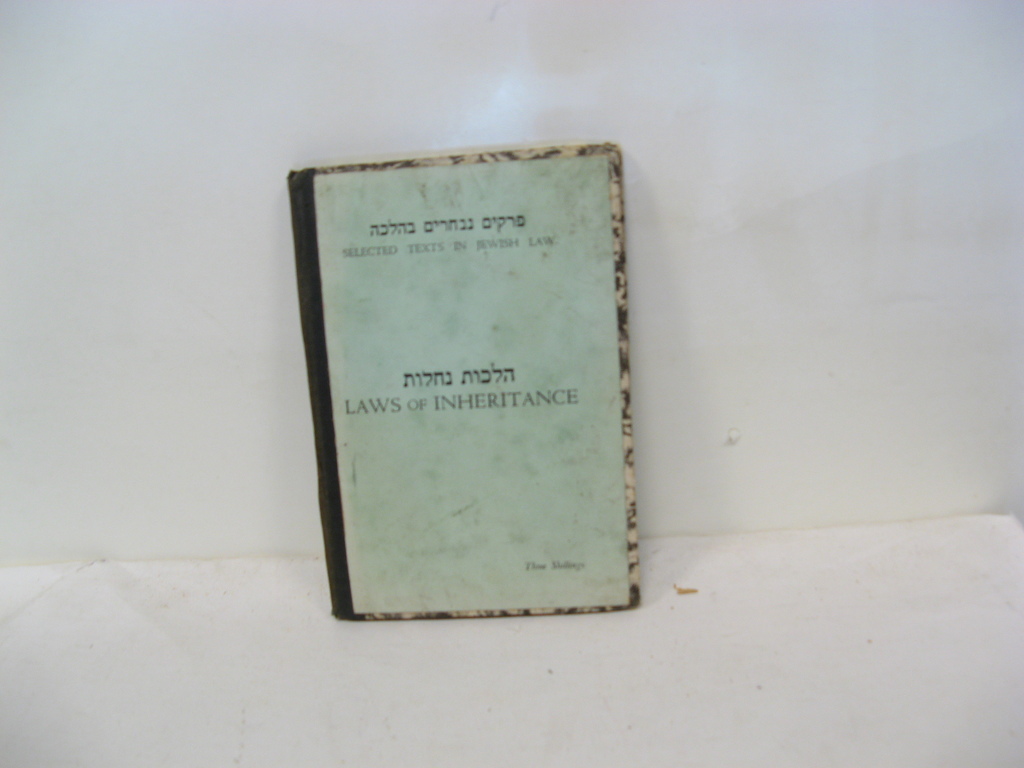 פרקים נבחרים בהלכה
SELECTED TEXTS IN JEWISH LAW
הלכות נחלות
LAWS OF INHERITANCE
Three Shillings